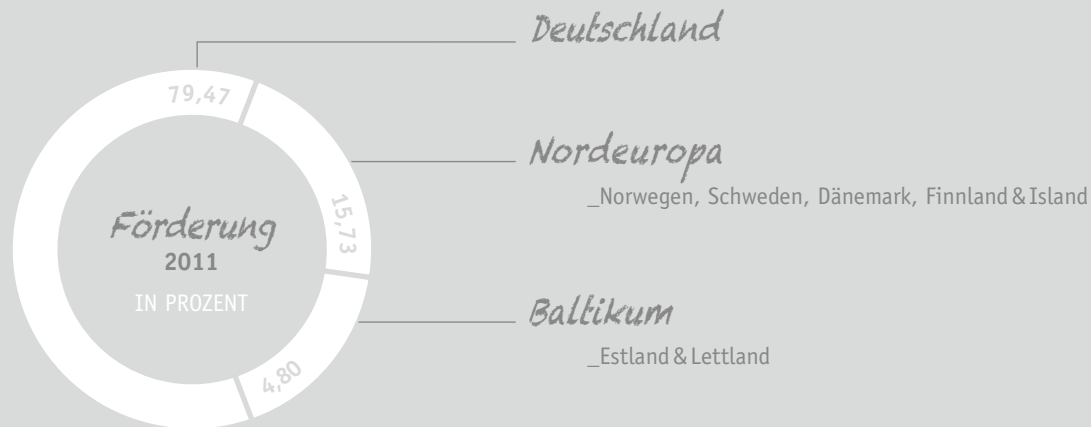 Deutschland
79,47
Nordeuropa
_Norwegen, Schweden, Dänemark, Finnland & Island
15,73
Förderung
2011
IN PROZENT
Baltikum
_Estland & Lettland
4,80